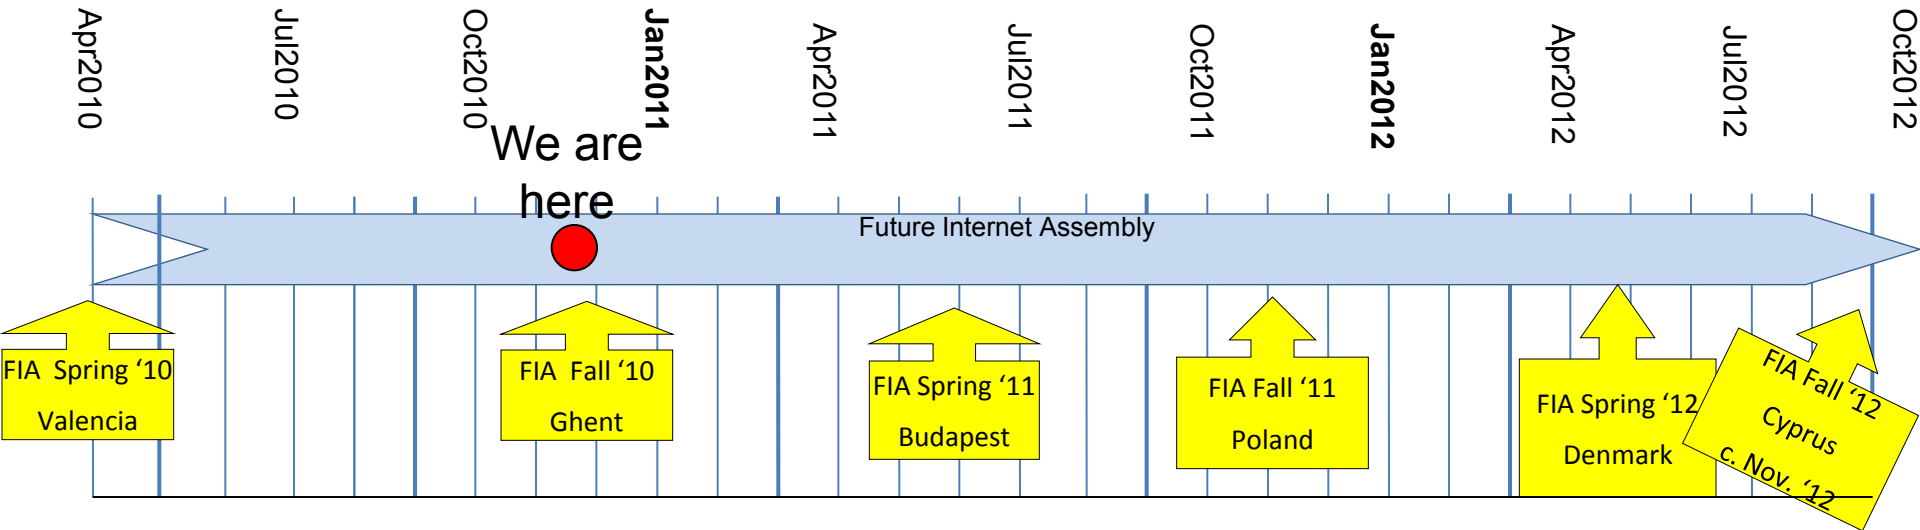 Apr2010
Jul2010
Oct2010
Jan2011
Apr2011
Jul2011
Oct2011
Jan2012
Apr2012
Jul2012
Oct2012
We are
here
Future Internet Assembly
FIA Spring ‘10
Valencia
FIA Fall ‘10
Ghent
FIA Spring ‘11
Budapest
FIA Fall ‘11
Poland
FIA Spring ‘12
Denmark
FIA Fall ‘12
Cyprus
c. Nov. ‘12